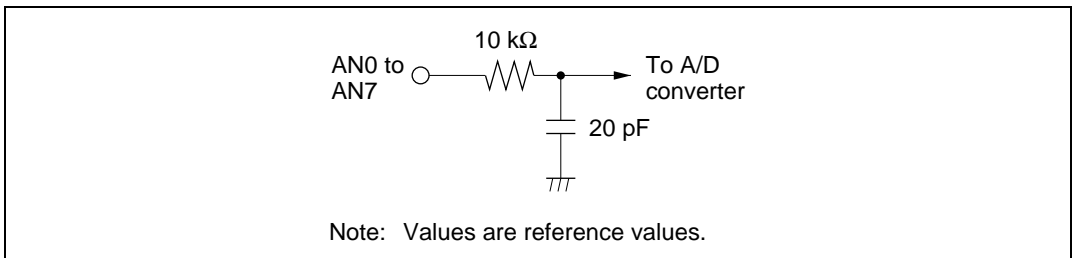 10 kΩ
AN0 to
AN7
To A/D
converter
20 pF
Note: Values are reference values.